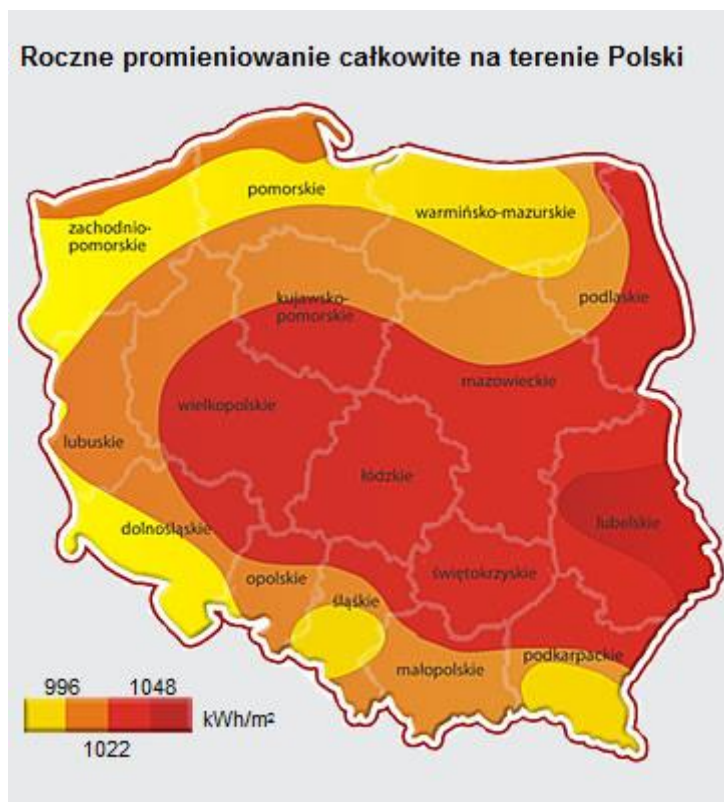 Roczne promieniowanie całkowite na terenie Polski
pomorskie
warmińsko-mazurskie
zachodnio-
pomorskie
kujawsko-
pomorskie
podlaskie
mazowieckie
wielkopolskie
lubuskie
łódzkie
lubelskie
dolnośląskie
opolskie
śląśkie
świętokrzyskie
małopolskie
podkarpackie
996
1048
kWh/m²
1022